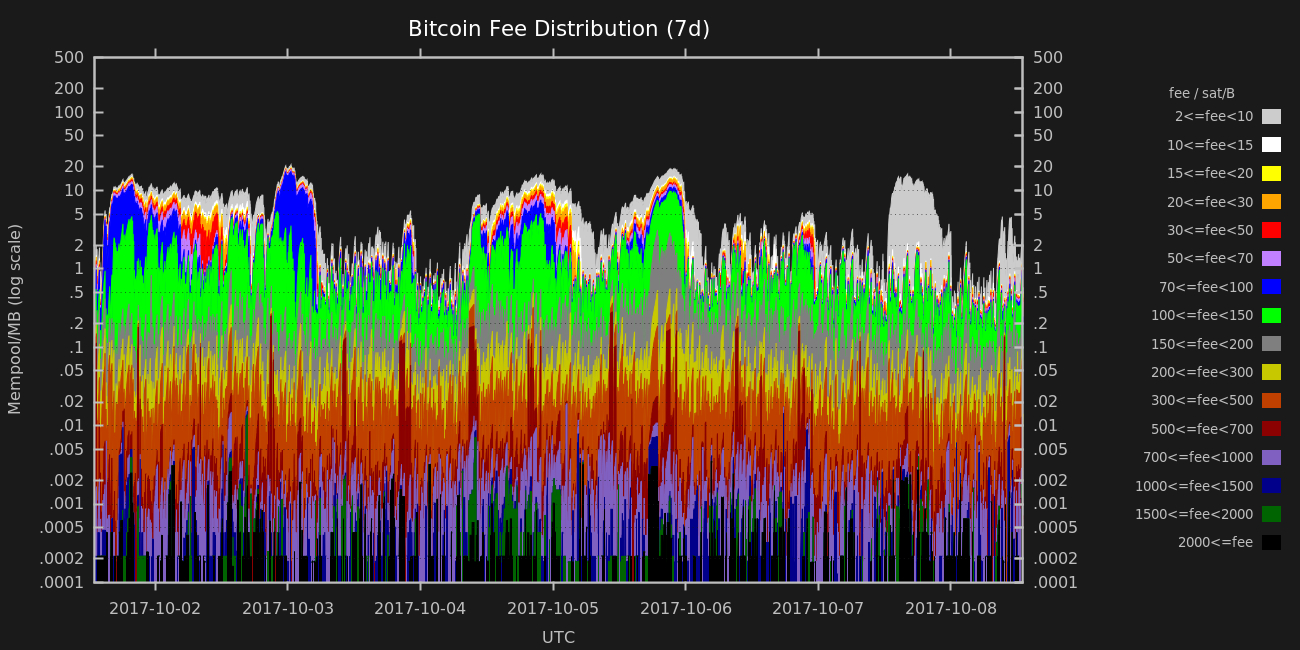 Bitcoin Fee Distribution (7d)
Mempool/MB (log scale)
500
200
100
50
20
10
5
2
1
.5
.2
.1
.05
.02
.01
.005
.002
.001
.0005
.0002
.0001
500
200
100
50
20
10
5
2
1
.5
.2
.1
.05
.02
.01
.005
.002
.001
.0005
.0002
.0001
2017-10-02 2017-10-03 2017-10-04 2017-10-05 2017-10-06 2017-10-07 2017-10-08
UTC
fee / sat/B
2<=fee<10
10<=fee<15
15<=fee<20
20<=fee<30
30<=fee<50
50<=fee<70
70<=fee<100
100<=fee<150
150<=fee<200
200<=fee<300
300<=fee<500
500<=fee<700
700<=fee<1000
1000<=fee<1500
1500<=fee<2000
2000<=fee